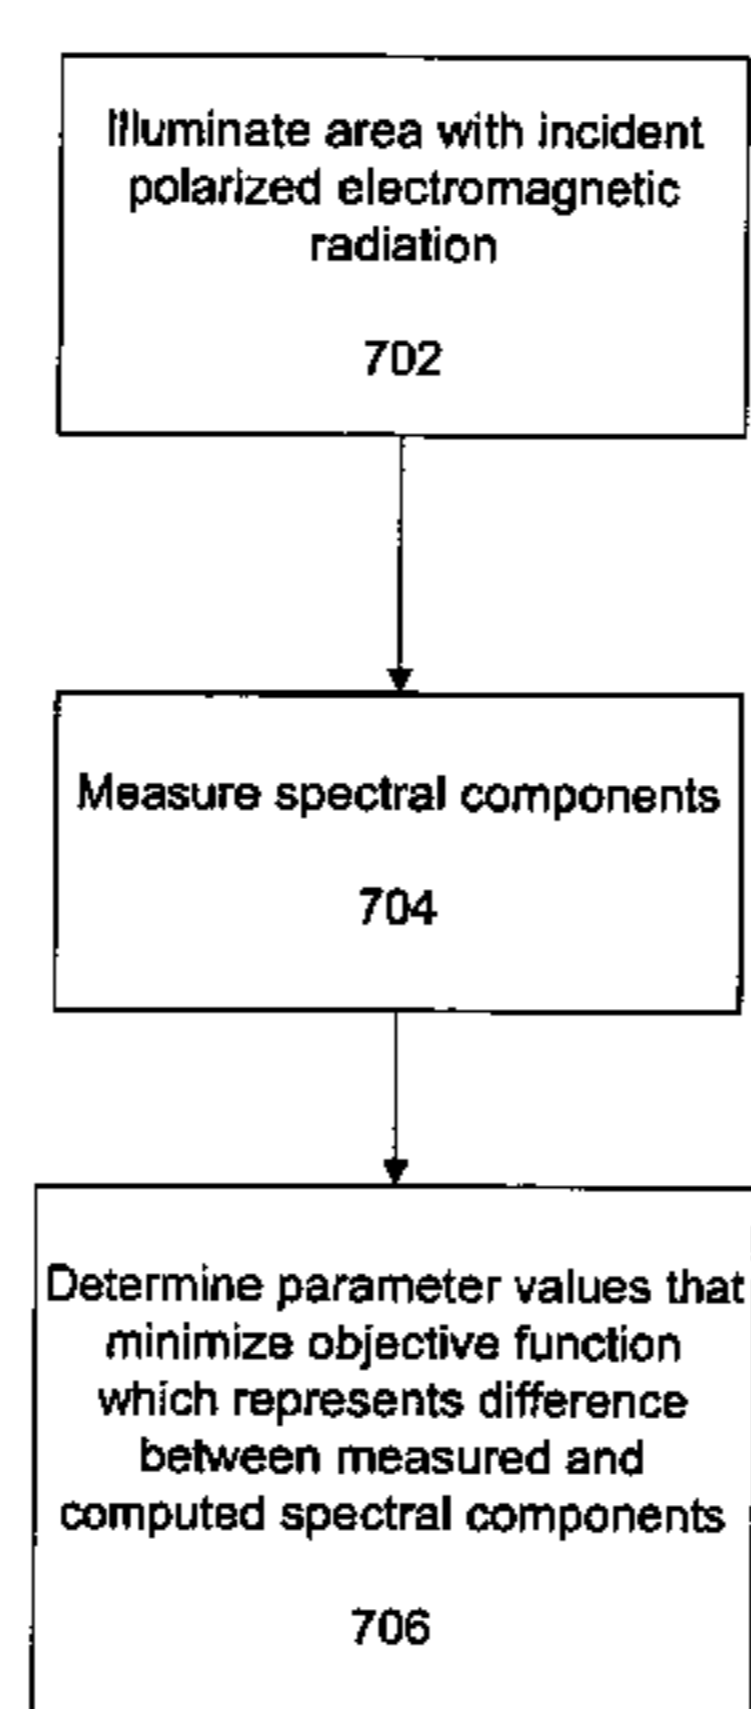 Illuminate area with incident
polarized electromagnetic
radiation
702
Measure spectral components
704
Determine parameter values that
minimize objective function
which represents difference
between measured and
computed spectral components
706